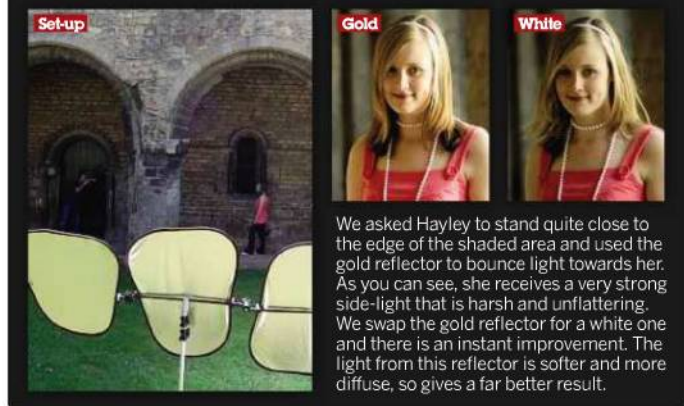 Set-up
Gold
White
We asked Hayley to stand quite close to
the edge of the shaded area and used the
gold reflector to bounce light towards her.
As you can see, she receives a very strong
side-light that is harsh and unflattering.
We swap the gold reflector for a white one
and there is an instant improvement. The
light from this reflector is softer and more
diffuse, so gives a far better result.